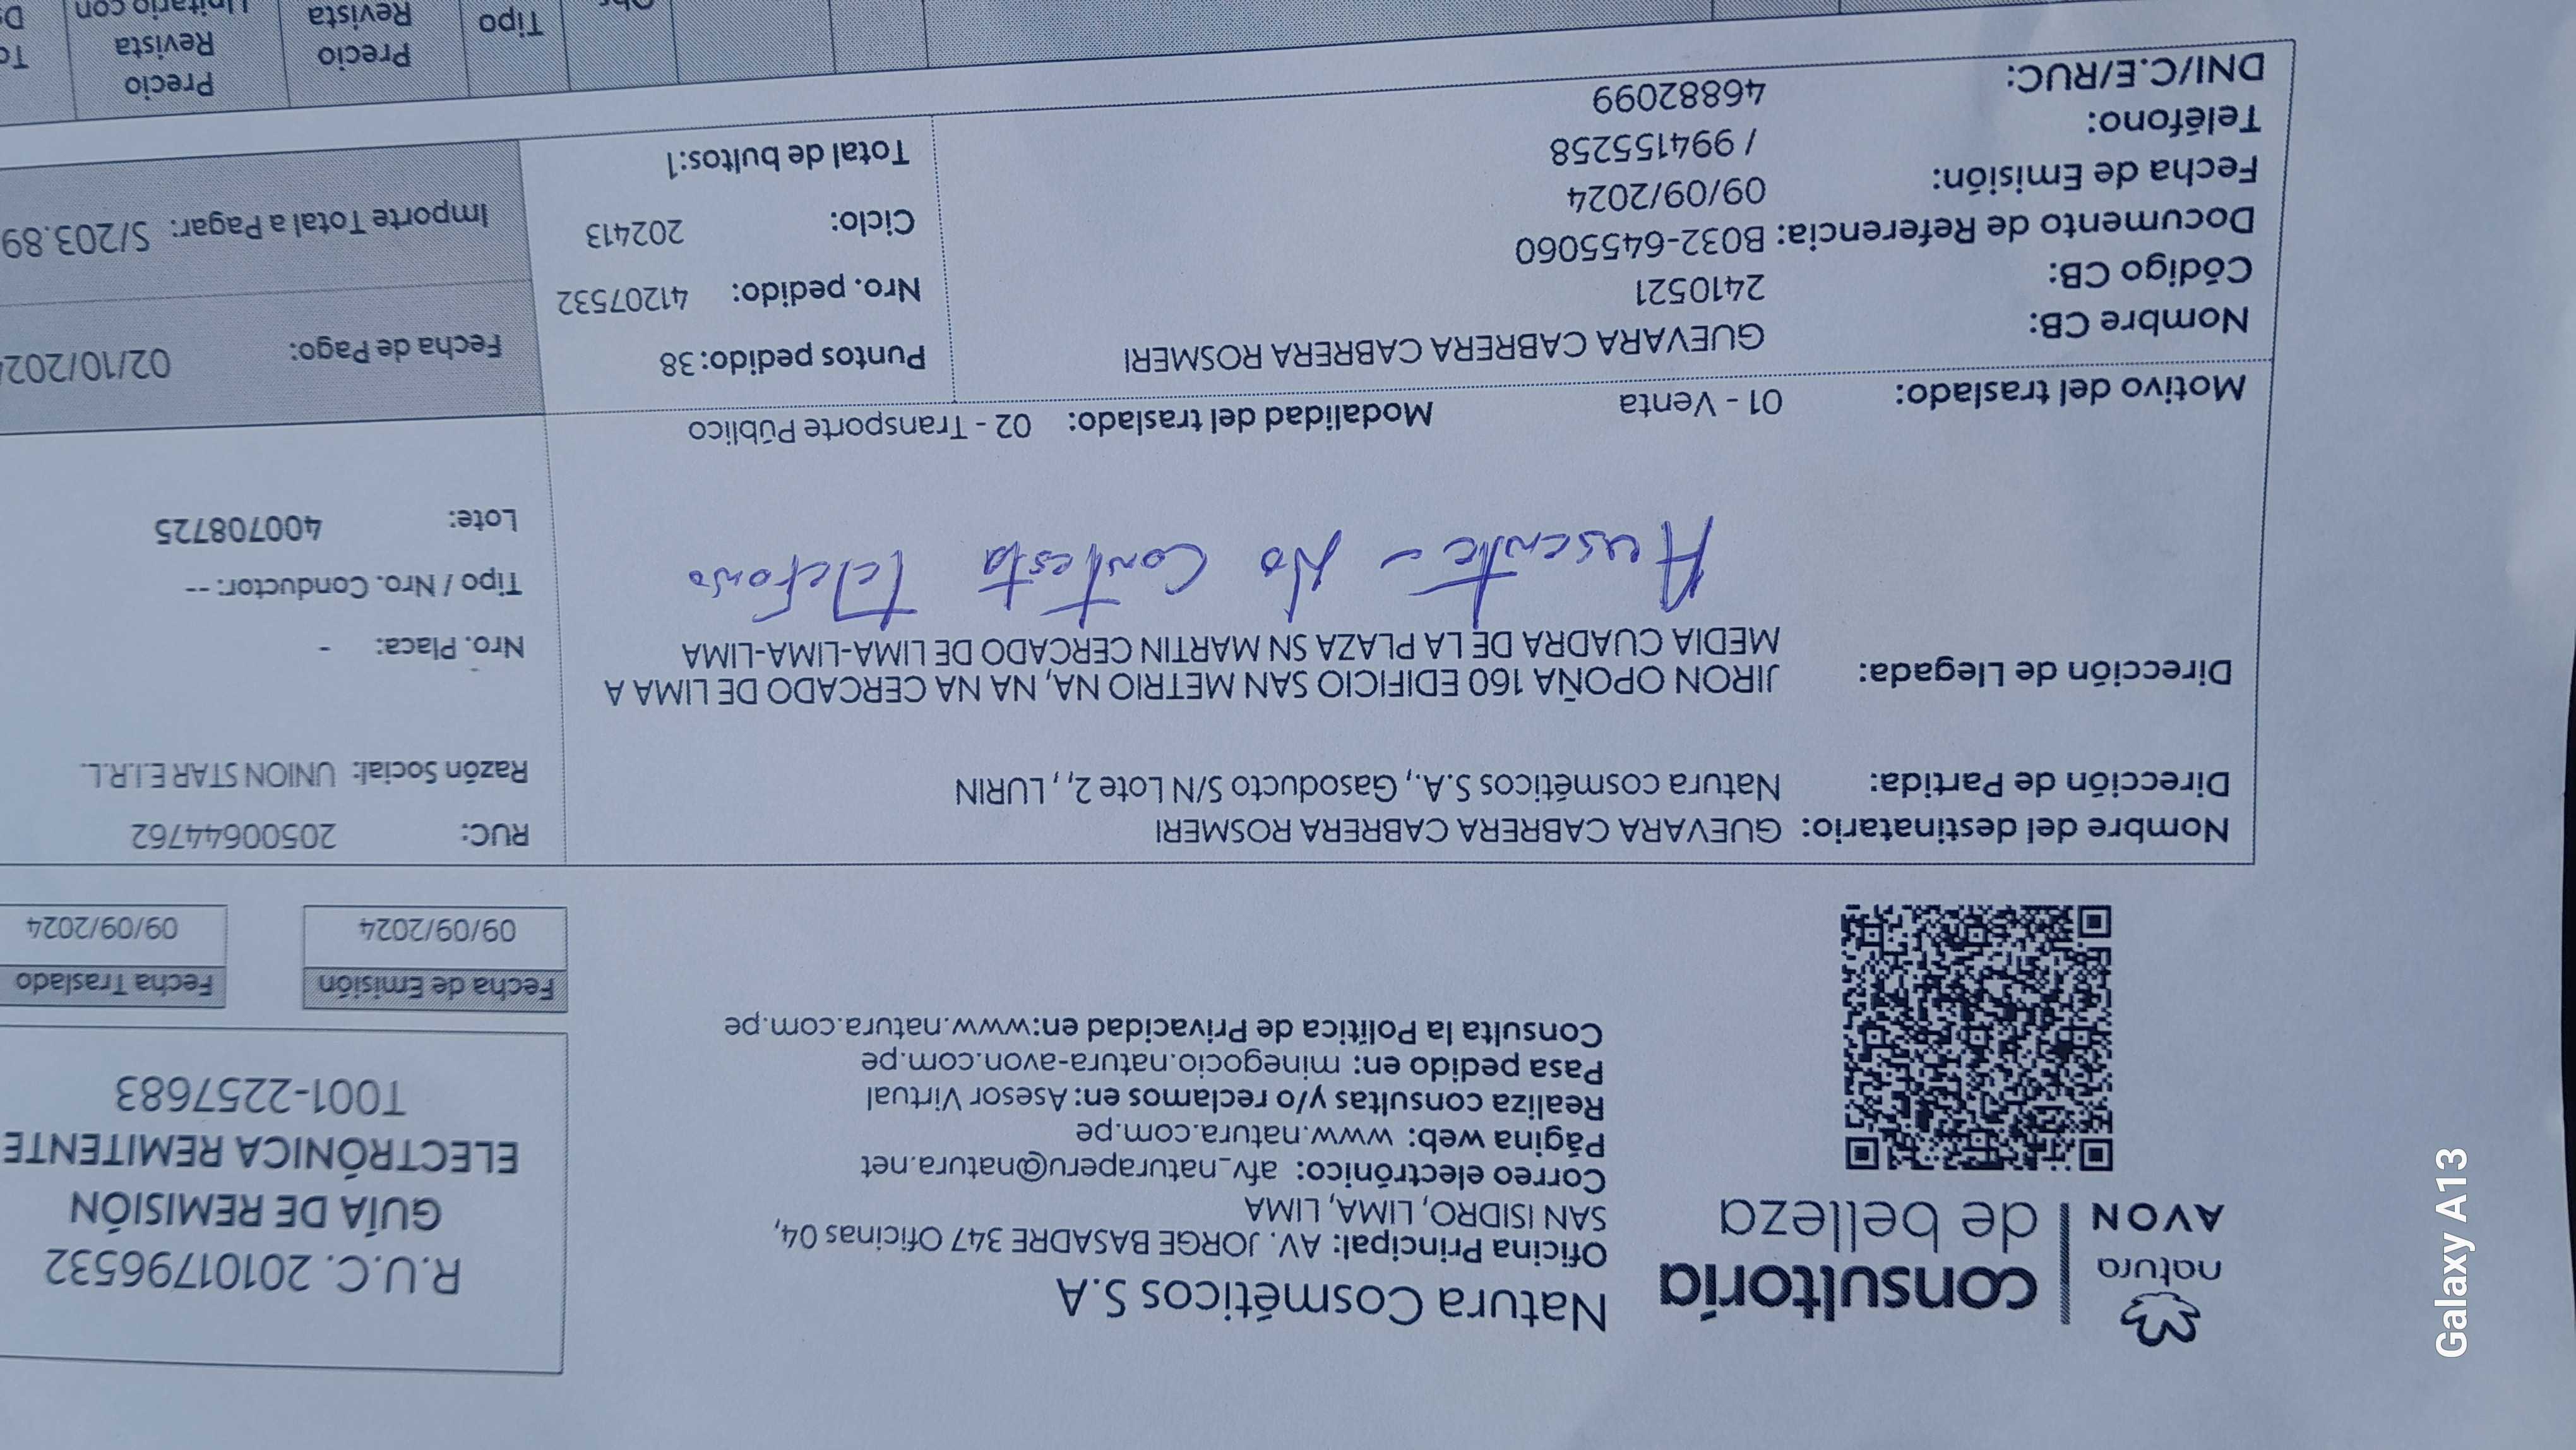 natura
AVON
consultoría
de belleza
Natura Cosméticos S.A
Oficina Principal: AV. JORGE BASADRE 347 Oficinas 04,
SAN ISIDRO, LIMA, LIMA
Correo electrónico: afv_naturaperu@natura.net
Página web: www.natura.com.pe
Realiza consultas y/o reclamos en: Asesor Virtual
Pasa pedido en: minegocio.natura-avon.com.pe
Consulta la Política de Privacidad en:www.natura.com.pe
R.U.C. 20101796532
GUÍA DE REMISIÓN
ELECTRÓNICA REMITENTE
T001-2257683
Fecha de Emisión
09/09/2024
Fecha Traslado
09/09/2024
Nombre del destinatario: GUEVARA CABRERA CABRERA ROSMERI
Dirección de Partida: Natura cosméticos S.A., Gasoducto S/N Lote 2, , LURIN
Dirección de Llegada: JIRON OPOÑA 160 EDIFICIO SAN METRIO NA, NA NA CERCADO DE LIMA A
MEDIA CUADRA DE LA PLAZA SN MARTIN CERCADO DE LIMA-LIMA-LIMA
Ausente - No Contesta telefono
RUC: 20500644762
Razón Social: UNION STAR E.I.R.L.
Nro. Placa: -
Tipo / Nro. Conductor: --
Lote: 400708725
Motivo del traslado: 01 - Venta Modalidad del traslado: 02 - Transporte Público
Nombre CB: GUEVARA CABRERA CABRERA ROSMERI
Código CB: 2410521
Documento de Referencia: B032-6455060
Fecha de Emisión: 09/09/2024
Teléfono: / 994155258
DNI/C.E/RUC: 46882099
Puntos pedido: 38
Nro. pedido: 41207532
Ciclo: 202413
Total de bultos:1
Fecha de Pago: 02/10/202
Importe Total a Pagar: S/203.89
Tipo
Precio
Revista
Precio
Revista
Unitario con
Galaxy A13